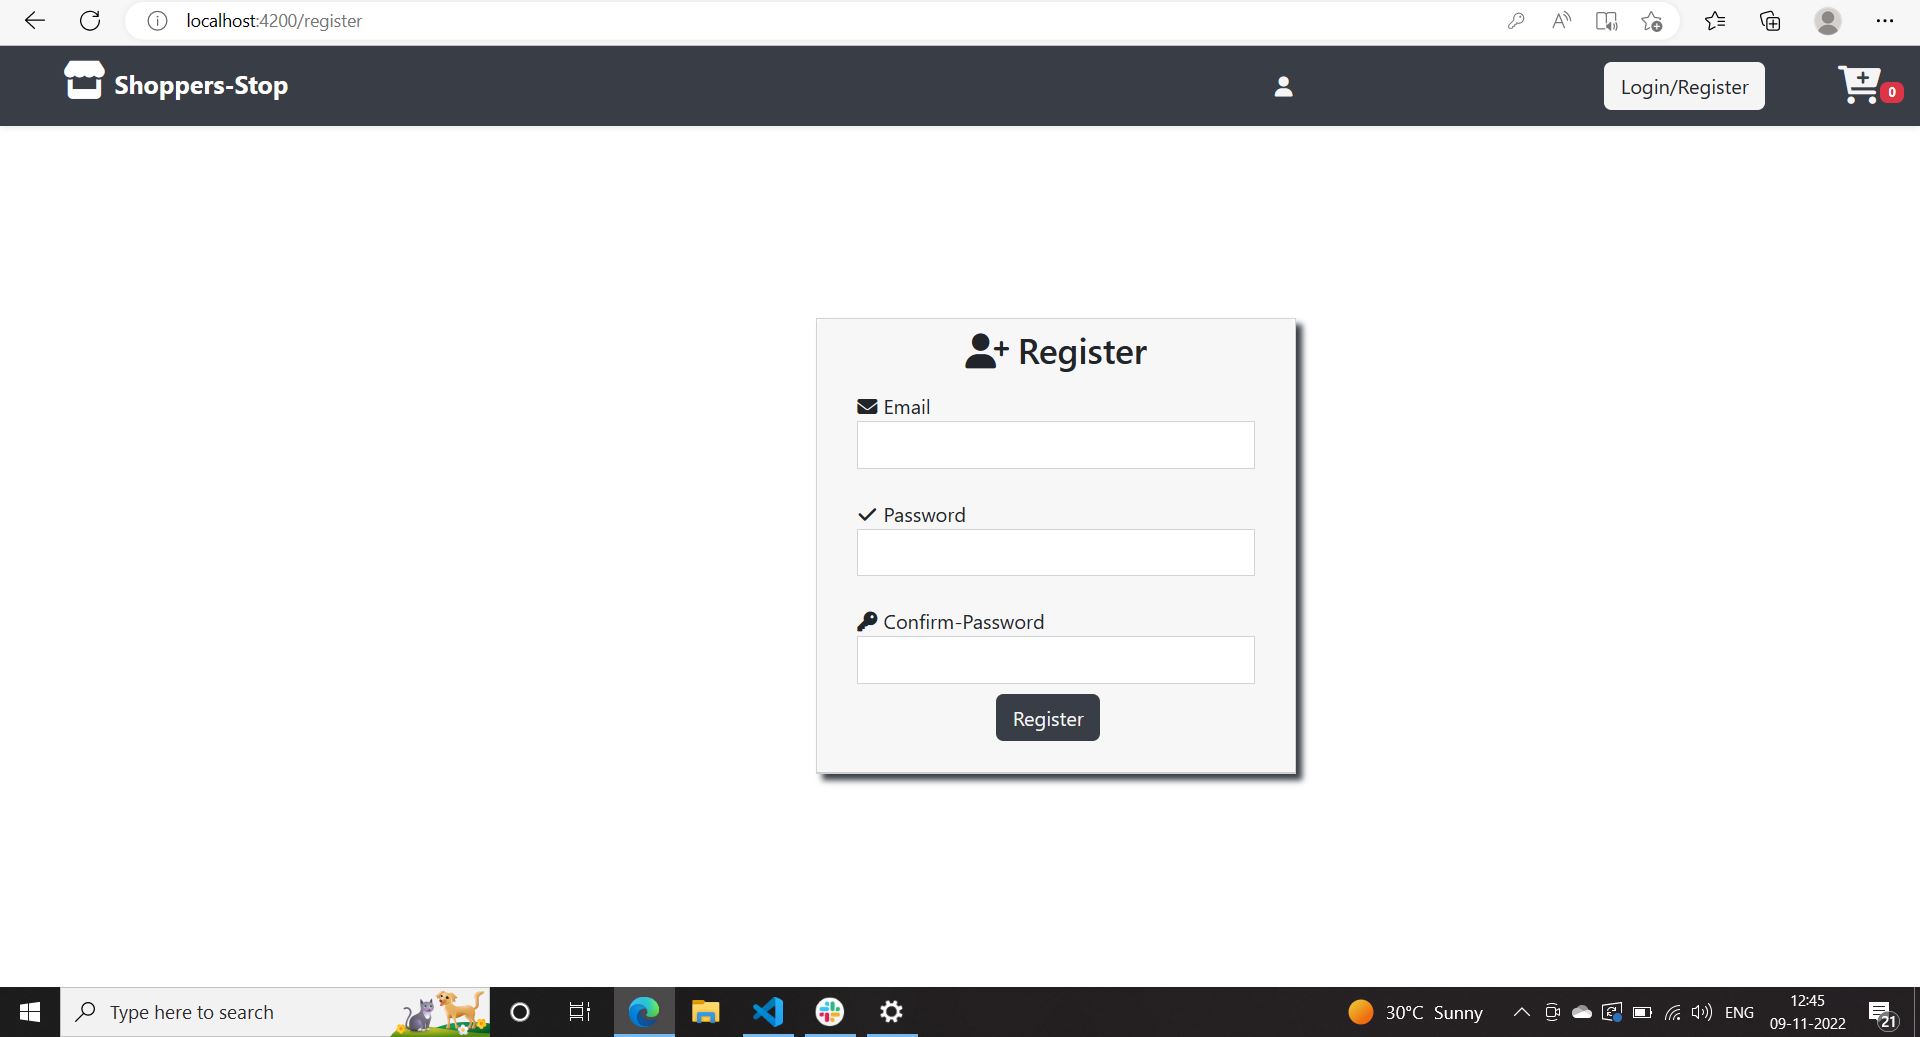 localhost:4200/register
Shoppers-Stop
Login/Register
0
Register
Email
Password
Confirm-Password
Register
Type here to search
30°C Sunny
ENG
12:45
09-11-2022
21